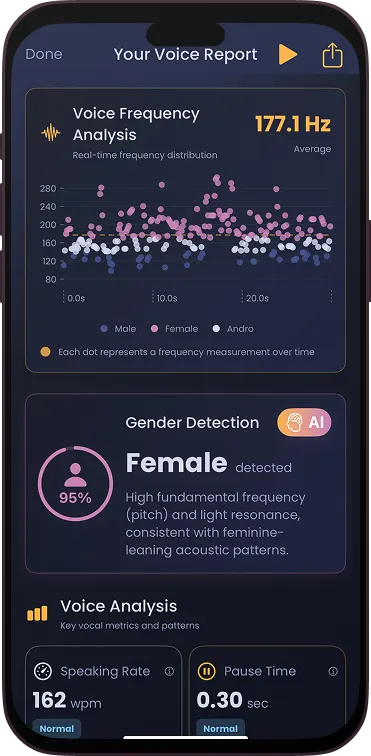 Done
Your Voice Report
Voice Frequency
Analysis
177.1 Hz
Real-time frequency distribution
Average
280
240
200
160
120
80
0.0s
10.0s
20.0s
Male
Female
Andro
Each dot represents a frequency measurement over time
Gender Detection
AI
95%
Female detected
High fundamental frequency
(pitch) and light resonance,
consistent with feminine-
leaning acoustic patterns.
Voice Analysis
Key vocal metrics and patterns
Speaking Rate
162 wpm
Normal
Pause Time
0.30 sec
Normal